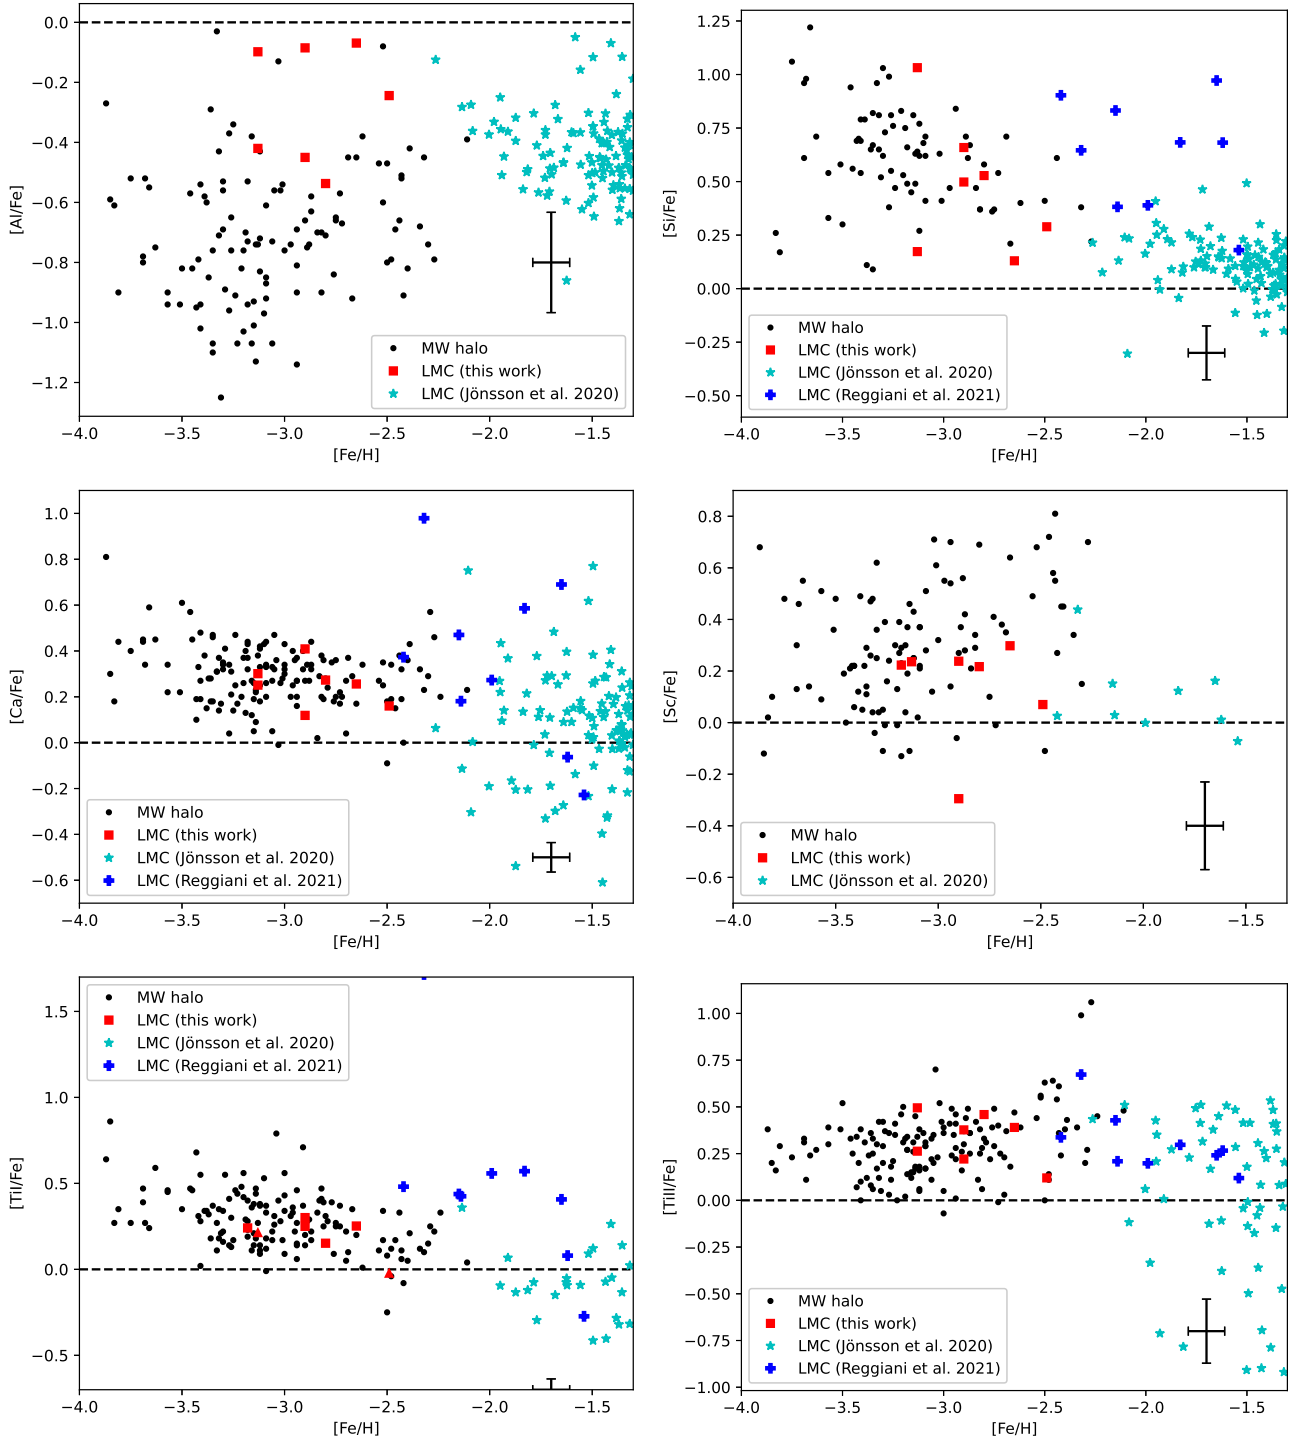 0.0
−0.2
−0.4
−0.6
−0.8
−1.0
−1.2
[Al/Fe]
MW halo
LMC (this work)
LMC (Jönsson et al. 2020)
−4.0 −3.5 −3.0 −2.5 −2.0 −1.5
[Fe/H]
1.25
1.00
0.75
0.50
0.25
0.00
−0.25
−0.50
[Si/Fe]
MW halo
LMC (this work)
LMC (Jönsson et al. 2020)
LMC (Reggiani et al. 2021)
−4.0 −3.5 −3.0 −2.5 −2.0 −1.5
[Fe/H]
1.0
0.8
0.6
0.4
0.2
0.0
−0.2
−0.4
−0.6
[Ca/Fe]
MW halo
LMC (this work)
LMC (Jönsson et al. 2020)
LMC (Reggiani et al. 2021)
−4.0 −3.5 −3.0 −2.5 −2.0 −1.5
[Fe/H]
0.8
0.6
0.4
0.2
0.0
−0.2
−0.4
−0.6
[Sc/Fe]
MW halo
LMC (this work)
LMC (Jönsson et al. 2020)
−4.0 −3.5 −3.0 −2.5 −2.0 −1.5
[Fe/H]
MW halo
LMC (this work)
LMC (Jönsson et al. 2020)
LMC (Reggiani et al. 2021)
1.5
1.0
0.5
0.0
−0.5
[TiI/Fe]
−4.0 −3.5 −3.0 −2.5 −2.0 −1.5
[Fe/H]
1.00
0.75
0.50
0.25
0.00
−0.25
−0.50
−0.75
−1.00
[TiII/Fe]
MW halo
LMC (this work)
LMC (Jönsson et al. 2020)
LMC (Reggiani et al. 2021)
−4.0 −3.5 −3.0 −2.5 −2.0 −1.5
[Fe/H]